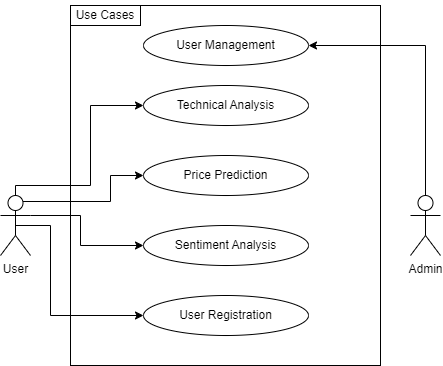 Use Cases
User Management
Technical Analysis
Price Prediction
Sentiment Analysis
User Registration
User
Admin